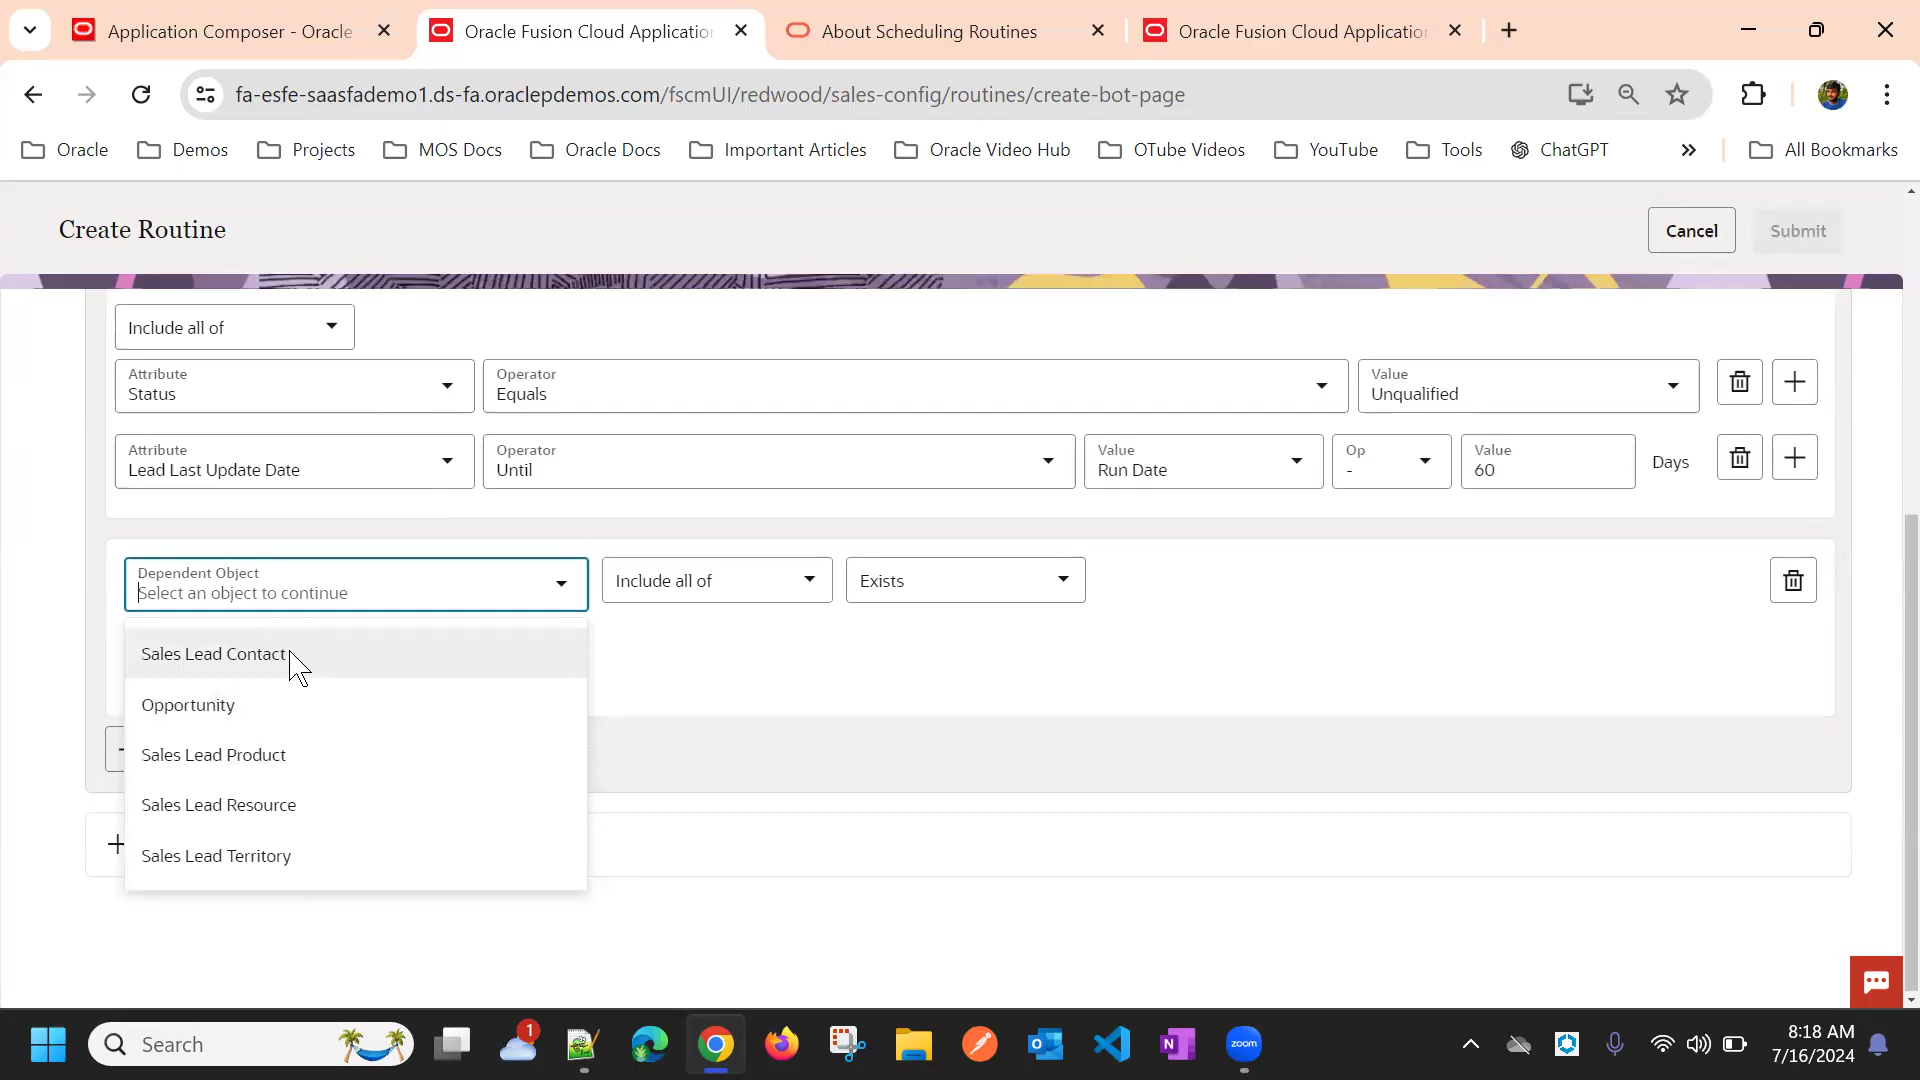 Application Composer - Oracle
Oracle Fusion Cloud Applicatio
About Scheduling Routines
Oracle Fusion Cloud Applicatio
fa-esfe-saasfademo1.ds-fa.oraclepdemos.com/fscmUI/redwood/sales-config/routines/create-bot-page
Oracle
Demos
Projects
MOS Docs
Oracle Docs
Important Articles
Oracle Video Hub
OTube Videos
YouTube
Tools
ChatGPT
All Bookmarks
Create Routine
Cancel
Submit
Include all of
Attribute
Status
Operator
Equals
Value
Unqualified
Attribute
Lead Last Update Date
Operator
Until
Value
Run Date
Op
-
Value
60
Days
Dependent Object
Select an object to continue
Include all of
Exists
Sales Lead Contact
Opportunity
Sales Lead Product
Sales Lead Resource
Sales Lead Territory
Search
1
zoom
8:18 AM
7/16/2024